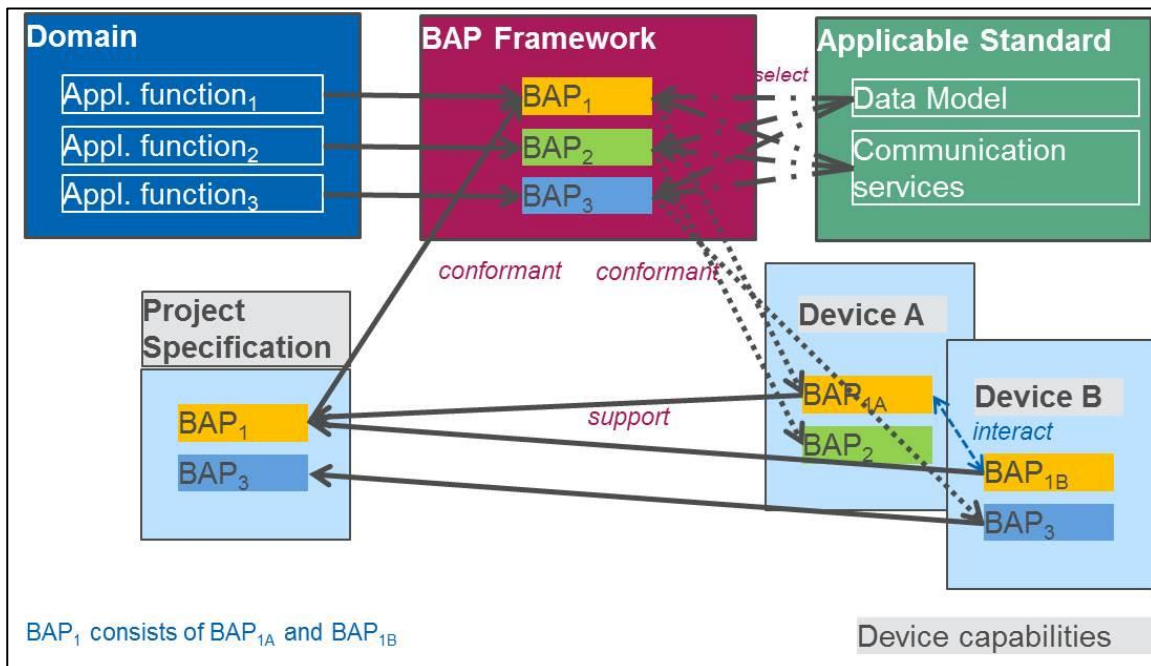 Domain
Appl. function₁
Appl. function₂
Appl. function₃
BAP Framework
BAP₁
BAP₂
BAP₃
select
Applicable Standard
Data Model
Communication
services
conformant
conformant
Project
Specification
BAP₁
BAP₃
support
Device A
BAP₁A
BAP₂
Device B
interact
BAP₁B
BAP₃
BAP₁ consists of BAP₁A and BAP₁B
Device capabilities